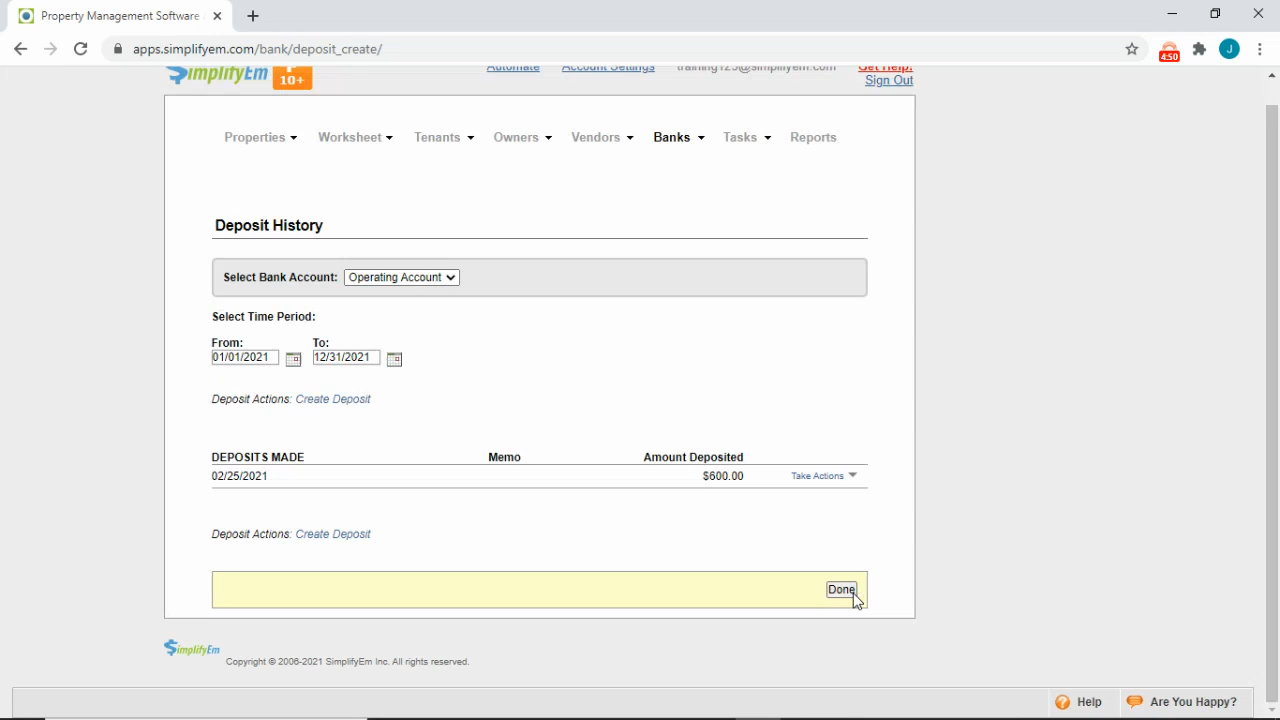 Property Management Software
apps.simplifyem.com/bank/deposit_create/
J
4:50
SimplifyEm
10+
Automate Account Settings training123@simplifyem.com Get Help!
Sign Out
Properties Worksheet Tenants Owners Vendors Banks Tasks Reports
Deposit History
Select Bank Account: Operating Account
Select Time Period:
From: To:
01/01/2021 12/31/2021
Deposit Actions: Create Deposit
DEPOSITS MADE Memo Amount Deposited
02/25/2021 $600.00 Take Actions
Deposit Actions: Create Deposit
Done
SimplifyEm
Copyright © 2006-2021 SimplifyEm Inc. All rights reserved.
Help Are You Happy?